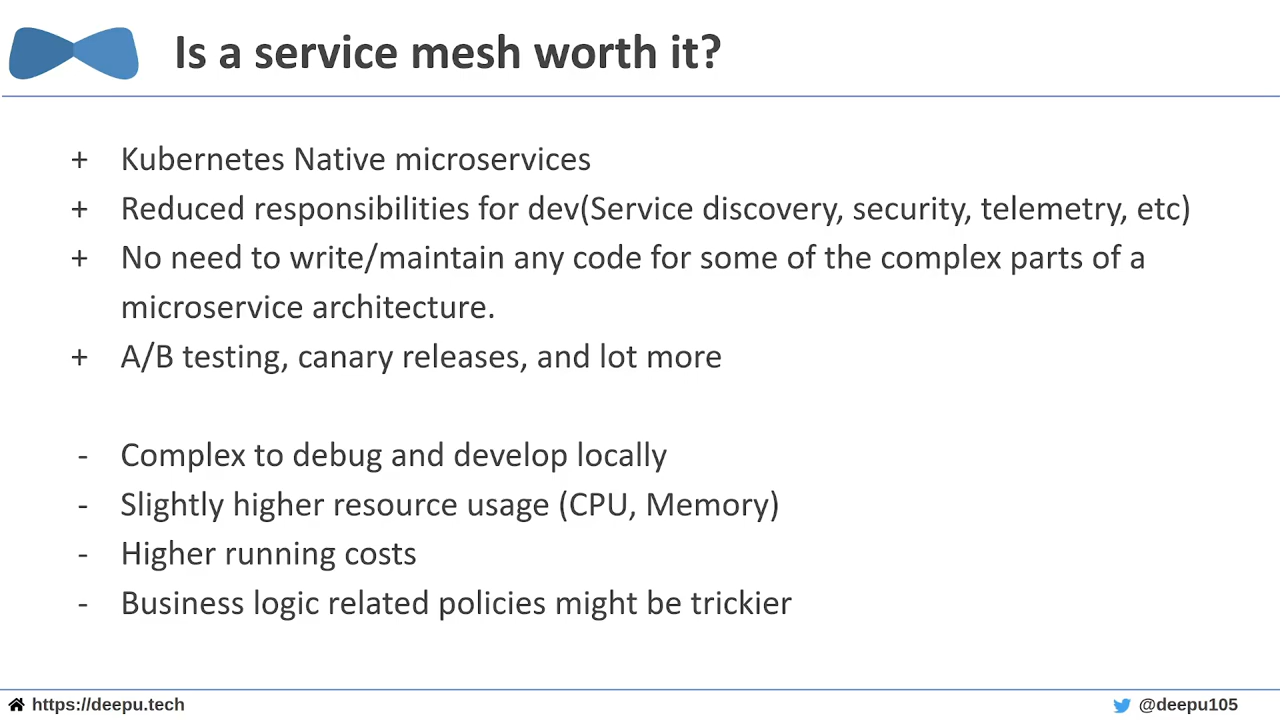 Is a service mesh worth it?
+ Kubernetes Native microservices
+ Reduced responsibilities for dev(Service discovery, security, telemetry, etc)
+ No need to write/maintain any code for some of the complex parts of a
microservice architecture.
+ A/B testing, canary releases, and lot more
- Complex to debug and develop locally
- Slightly higher resource usage (CPU, Memory)
- Higher running costs
- Business logic related policies might be trickier
https://deepu.tech
@deepu105